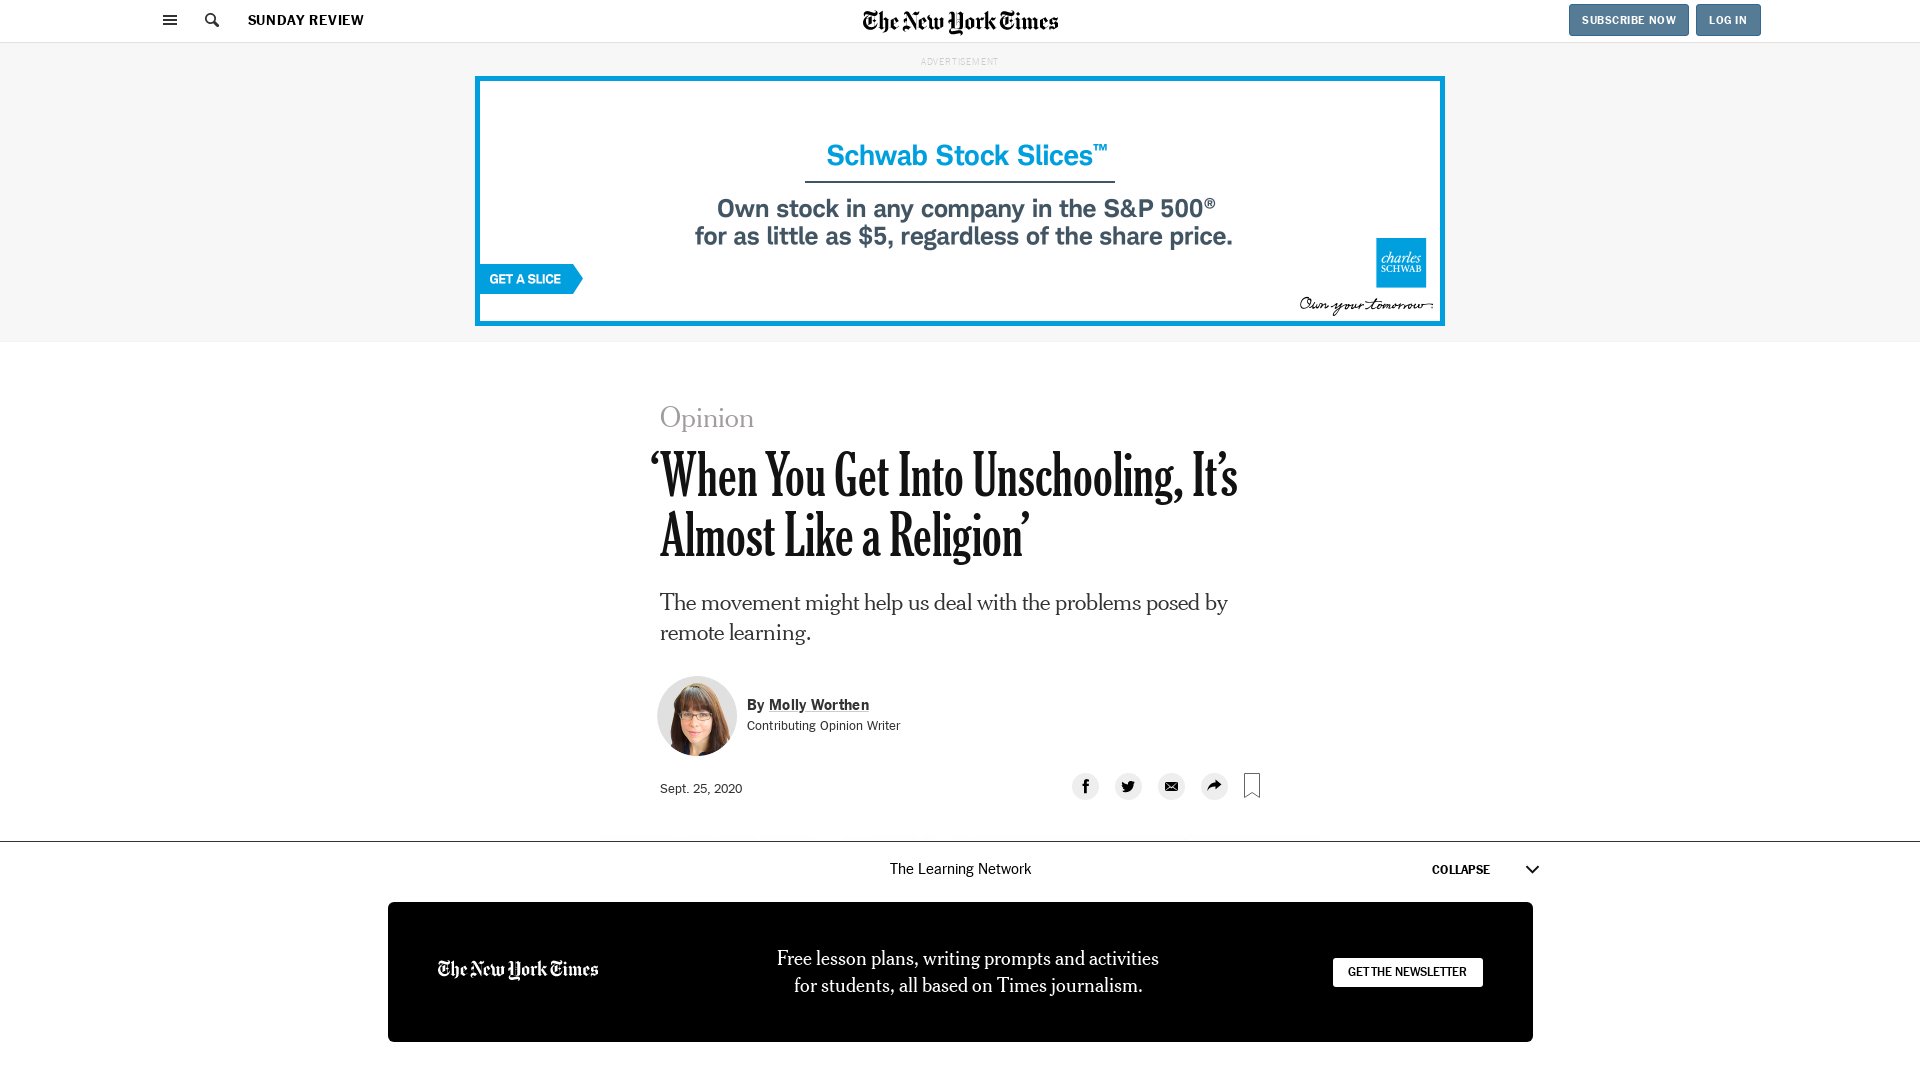 SUNDAY REVIEW
The New York Times
SUBSCRIBE NOW
LOG IN
ADVERTISEMENT
Schwab Stock Slices™
Own stock in any company in the S&P 500®
for as little as $5, regardless of the share price.
GET A SLICE
charles
SCHWAB
Own your tomorrow.
Opinion
‘When You Get Into Unschooling, It’s
Almost Like a Religion’
The movement might help us deal with the problems posed by
remote learning.
By Molly Worthen
Contributing Opinion Writer
Sept. 25, 2020
The Learning Network
COLLAPSE
The New York Times
Free lesson plans, writing prompts and activities
for students, all based on Times journalism.
GET THE NEWSLETTER